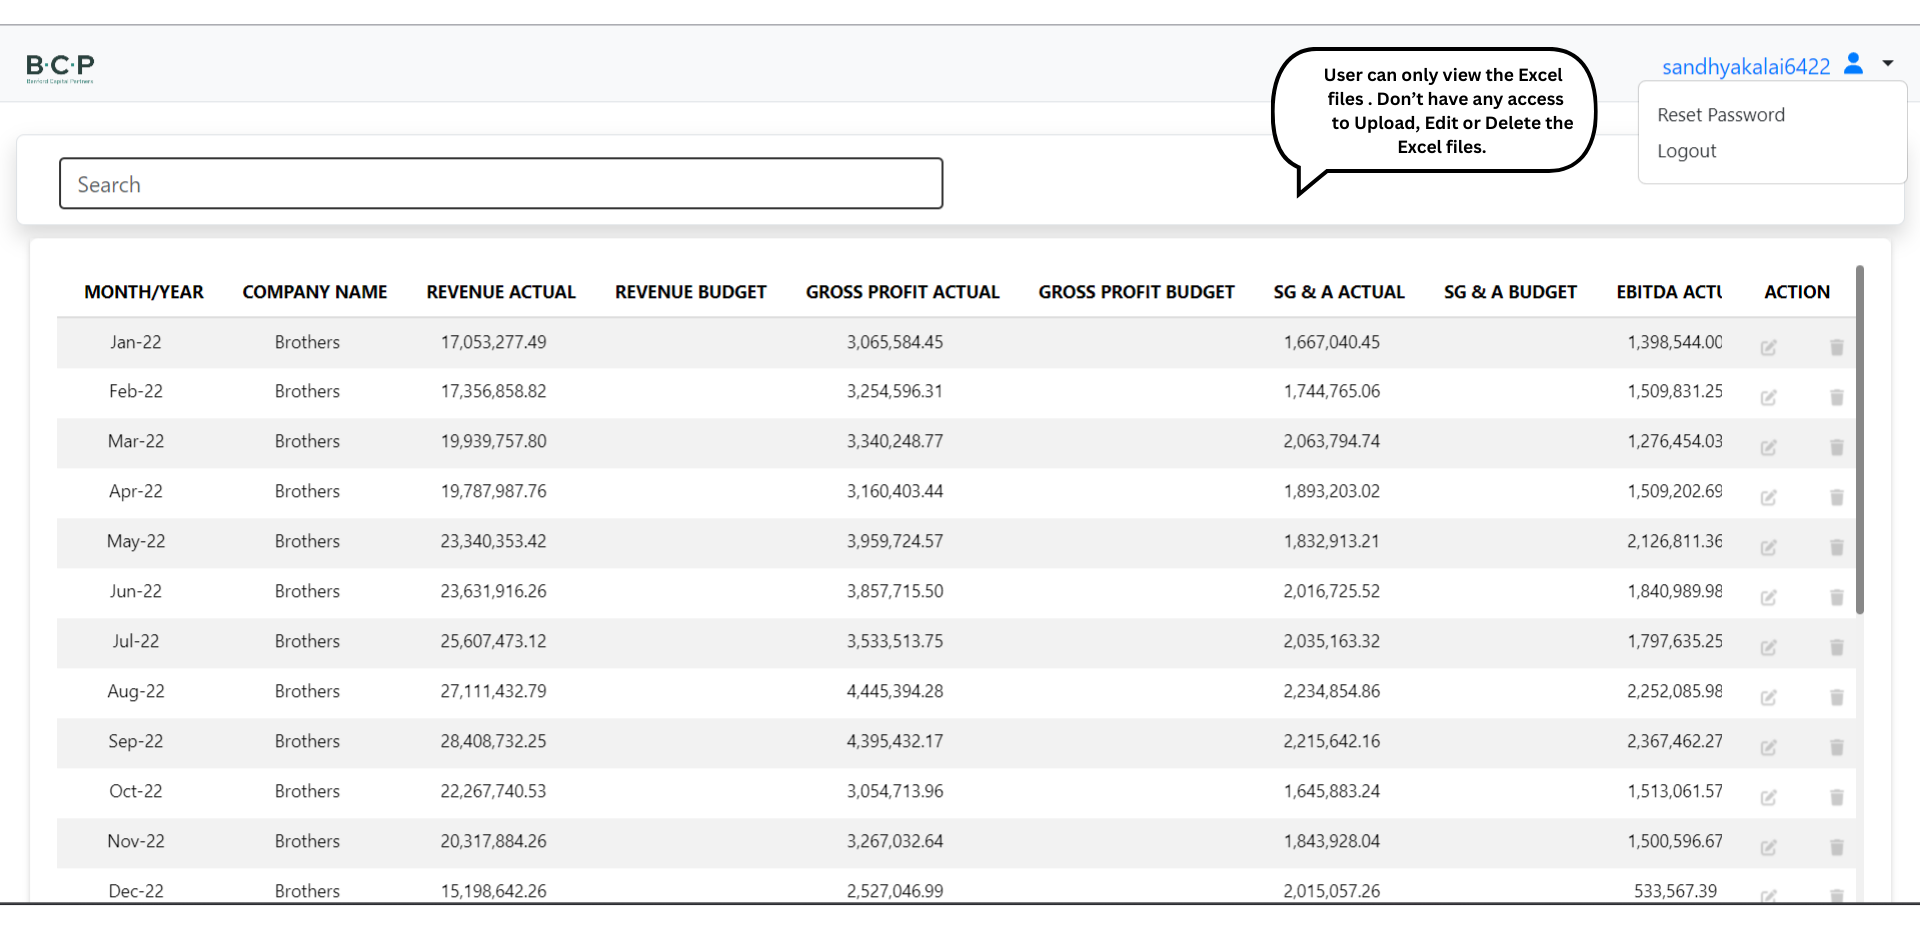 B·C·P
Banford Capital Partners
User can only view the Excel
files . Don’t have any access
to Upload, Edit or Delete the
Excel files.
sandhyakalai6422
Reset Password
Logout
Search
MONTH/YEAR COMPANY NAME REVENUE ACTUAL REVENUE BUDGET GROSS PROFIT ACTUAL GROSS PROFIT BUDGET SG & A ACTUAL SG & A BUDGET EBITDA ACTU ACTION
Jan-22 Brothers 17,053,277.49 3,065,584.45 1,667,040.45 1,398,544.00
Feb-22 Brothers 17,356,858.82 3,254,596.31 1,744,765.06 1,509,831.25
Mar-22 Brothers 19,939,757.80 3,340,248.77 2,063,794.74 1,276,454.03
Apr-22 Brothers 19,787,987.76 3,160,403.44 1,893,203.02 1,509,202.69
May-22 Brothers 23,340,353.42 3,959,724.57 1,832,913.21 2,126,811.36
Jun-22 Brothers 23,631,916.26 3,857,715.50 2,016,725.52 1,840,989.98
Jul-22 Brothers 25,607,473.12 3,533,513.75 2,035,163.32 1,797,635.25
Aug-22 Brothers 27,111,432.79 4,445,394.28 2,234,854.86 2,252,085.98
Sep-22 Brothers 28,408,732.25 4,395,432.17 2,215,642.16 2,367,462.27
Oct-22 Brothers 22,267,740.53 3,054,713.96 1,645,883.24 1,513,061.57
Nov-22 Brothers 20,317,884.26 3,267,032.64 1,843,928.04 1,500,596.67
Dec-22 Brothers 15,198,642.26 2,527,046.99 2,015,057.26 533,567.39